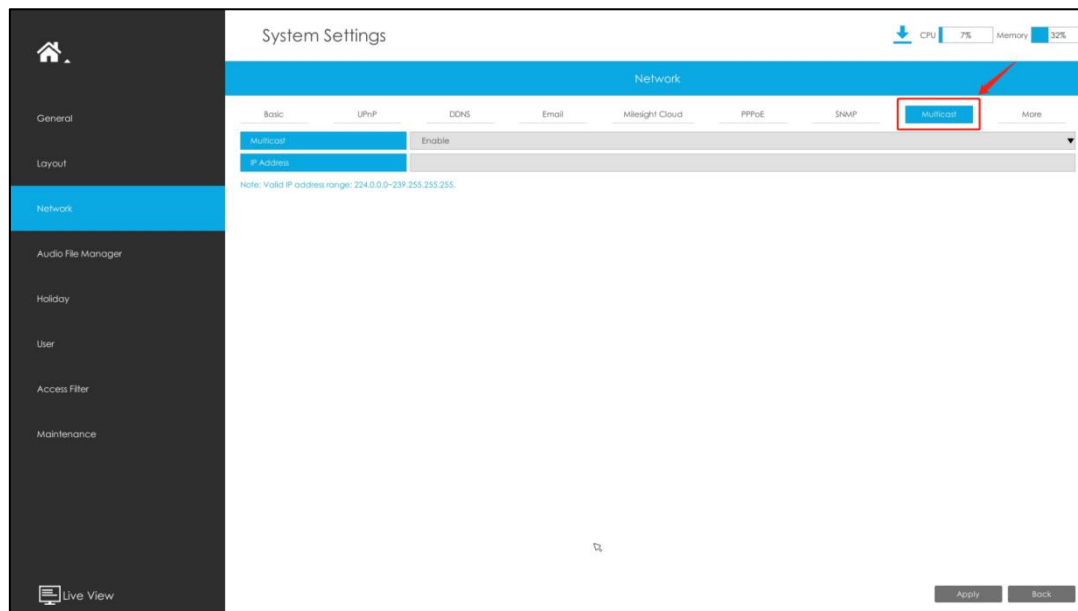 System Settings
CPU 7% Memory 32%
Network
General
Layout
Network
Audio File Manager
Holiday
User
Access Filter
Maintenance
Live View
Basic UPnP DDNS Email Milesight Cloud PPPoE SNMP Multicast More
Multicast Enable
IP Address
Note: Valid IP address range: 224.0.0.0~239.255.255.255.
Apply Back